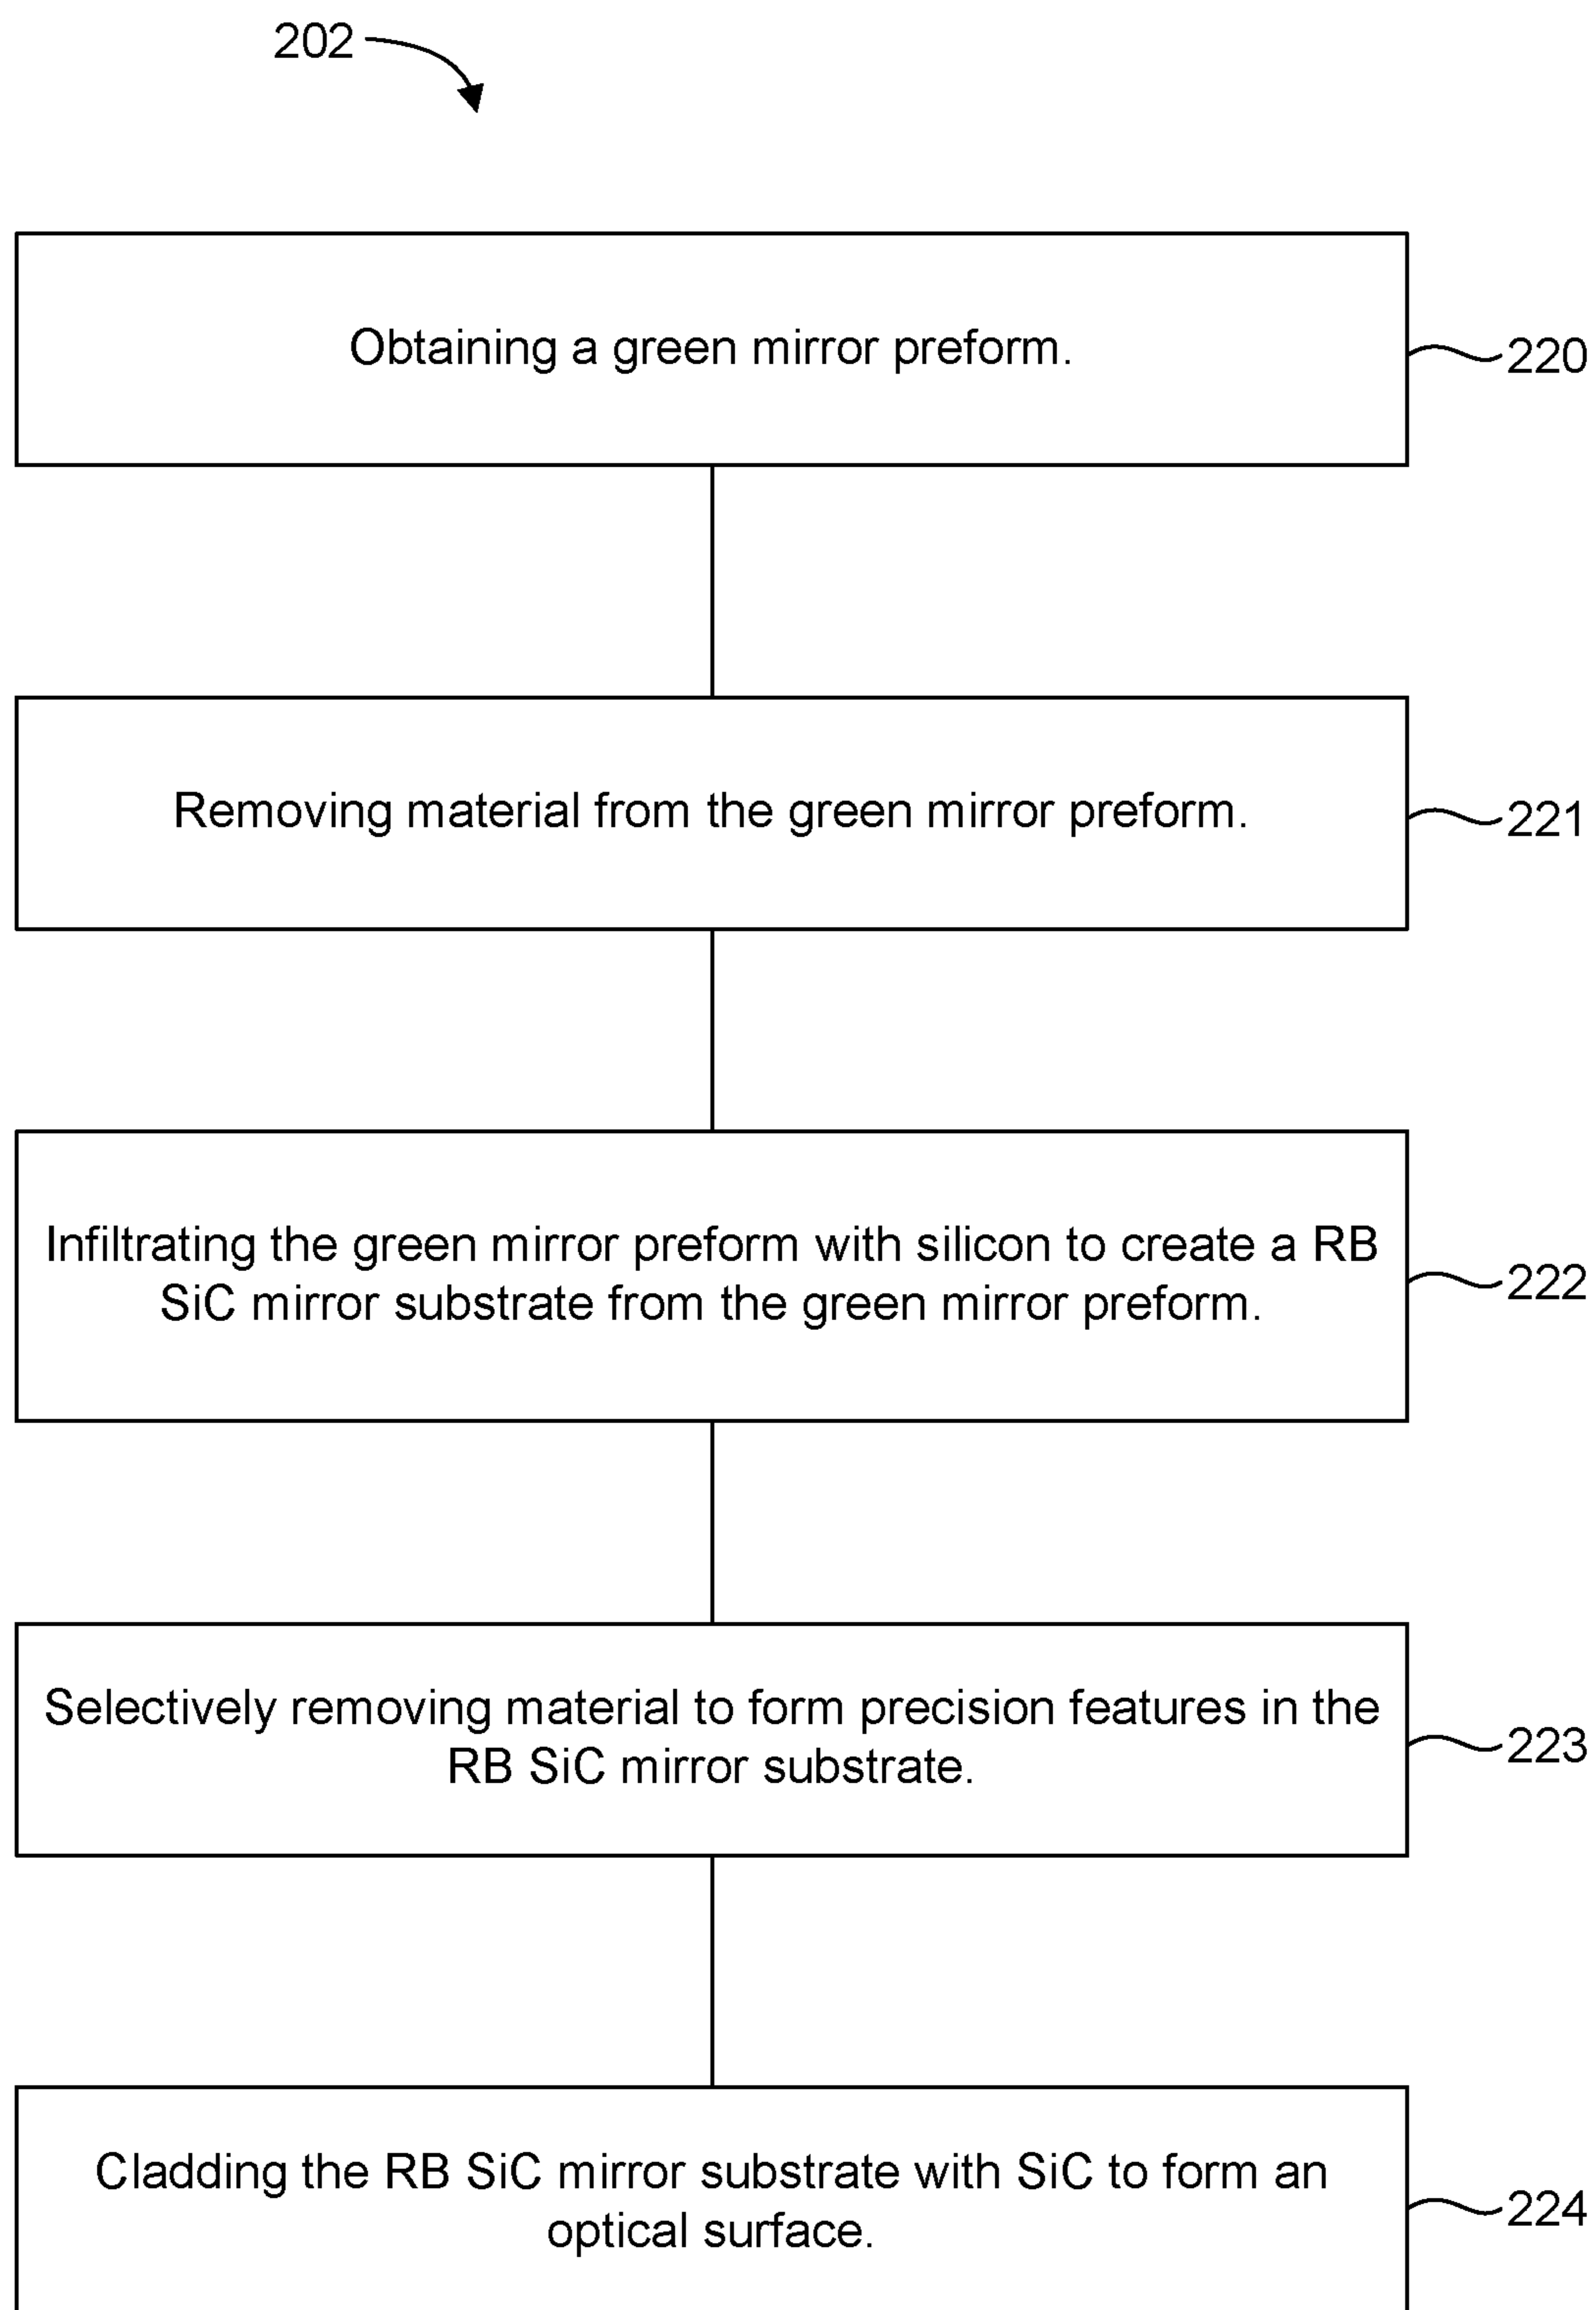 202
Obtaining a green mirror preform.
220
Removing material from the green mirror preform.
221
Infiltrating the green mirror preform with silicon to create a RB
SiC mirror substrate from the green mirror preform.
222
Selectively removing material to form precision features in the
RB SiC mirror substrate.
223
Cladding the RB SiC mirror substrate with SiC to form an
optical surface.
224